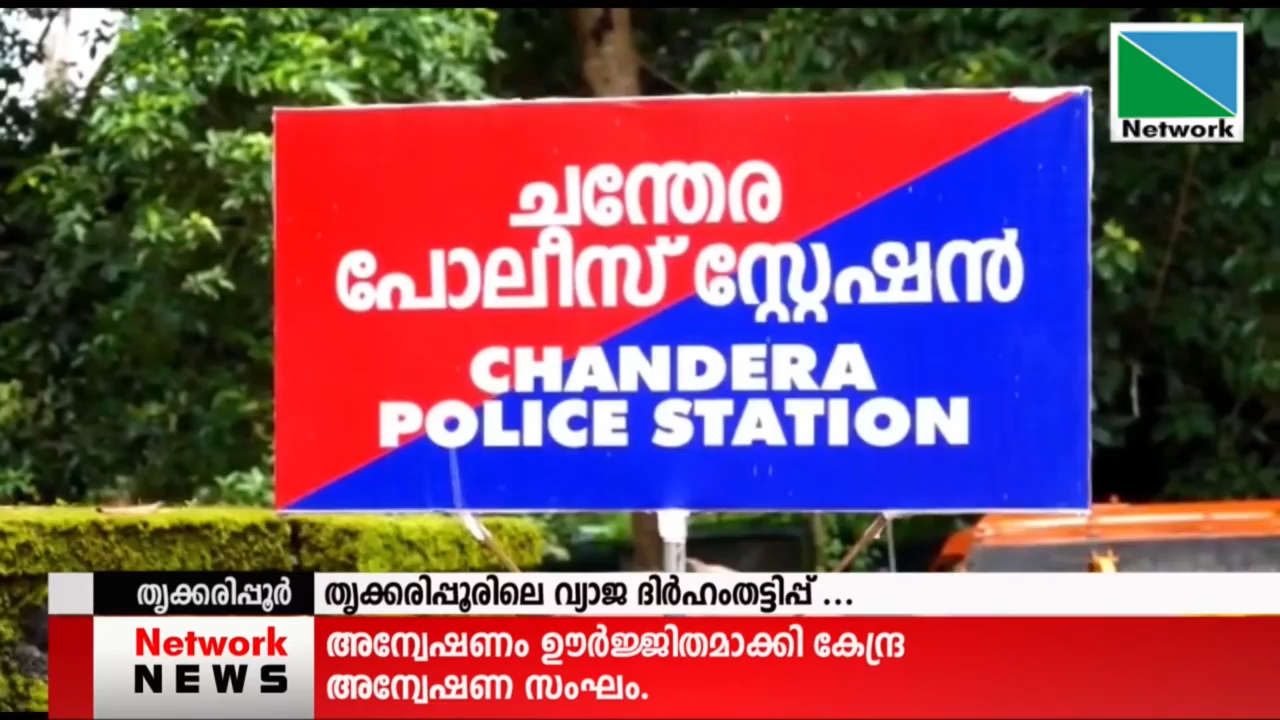 Network
ചന്തേര
പോലീസ് സ്റ്റേഷൻ
CHANDERA
POLICE STATION
തൃക്കരിപ്പൂർ
തൃക്കരിപ്പൂരിലെ വ്യാജ ദിർഹംതട്ടിപ്പ് ...
Network
NEWS
അന്വേഷണം ഊർജ്ജിതമാക്കി കേന്ദ്ര
അന്വേഷണ സംഘം.